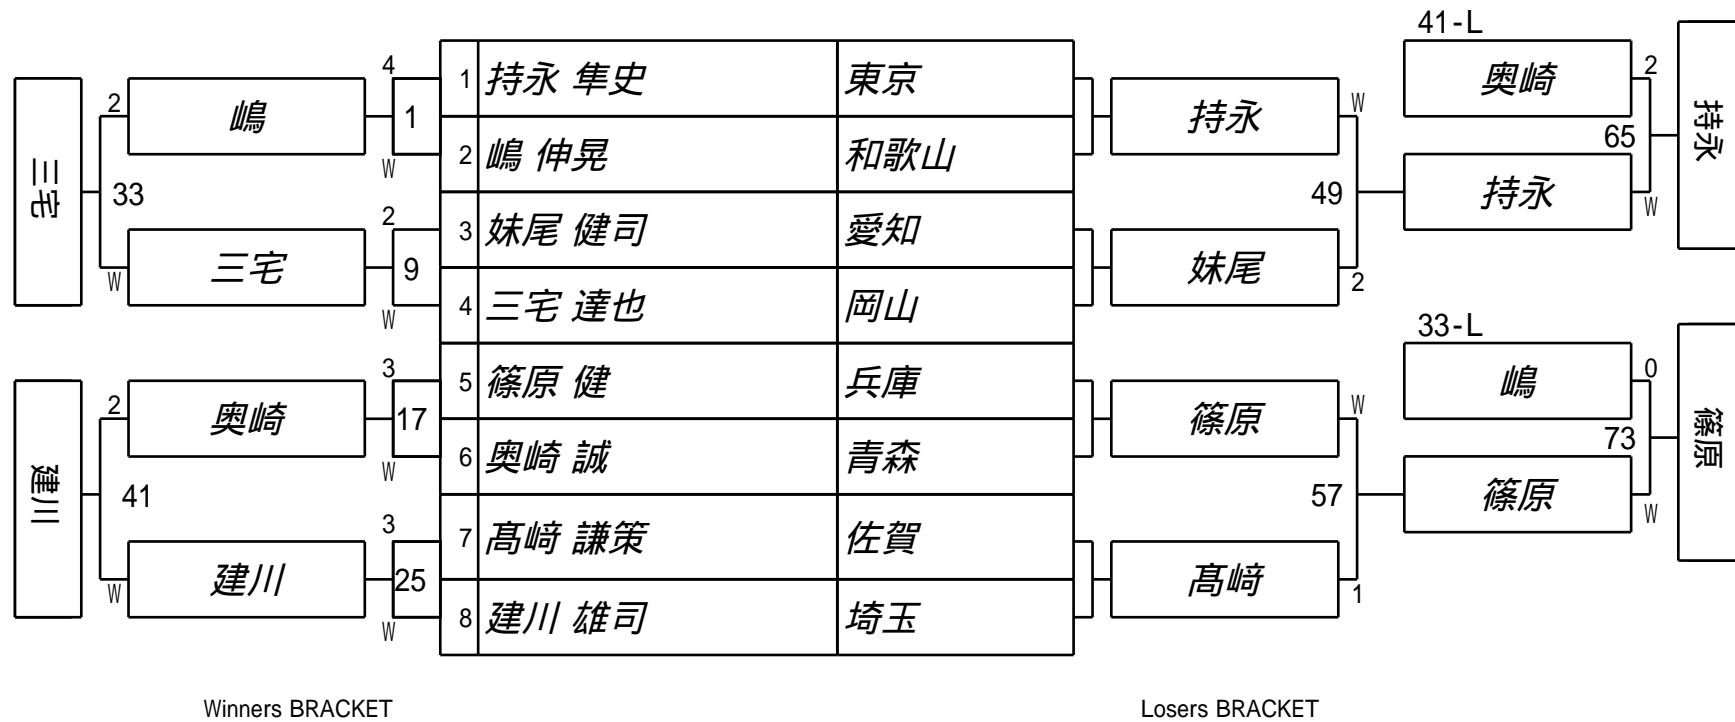 41-L
4
1 持永 隼史 東京
奥崎 2
2 嶋
1
持永 W
持永
65
W
2 嶋 伸晃 和歌山
三宅
33
49
持永 W
2
3 妹尾 健司 愛知
W 三宅
9
妹尾 2
W
4 三宅 達也 岡山
33-L
3
5 篠原 健 兵庫
嶋 0
2 奥崎
17
篠原 W
篠原
73
W
6 奥崎 誠 青森
建川
41
57
篠原 W
3
7 髙﨑 謙策 佐賀
W 建川
25
髙﨑 1
W
8 建川 雄司 埼玉
Winners BRACKET
Losers BRACKET